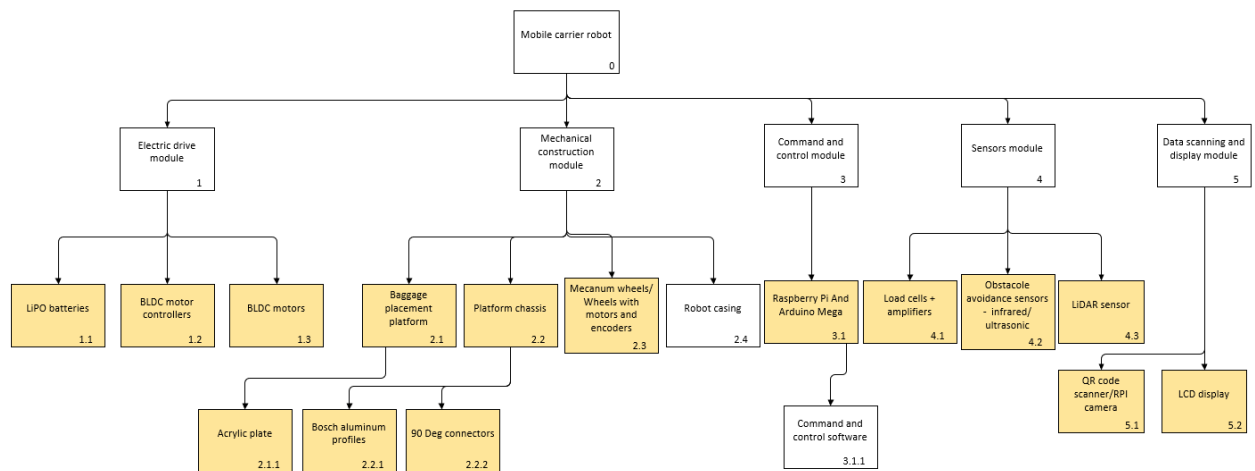 Mobile carrier robot
0
Electric drive
module
1
Mechanical
construction
module
2
Command and
control module
3
Sensors module
4
Data scanning and
display module
5
LiPO batteries
1.1
BLDC motor
controllers
1.2
BLDC motors
1.3
Baggage
placement
platform
2.1
Platform chassis
2.2
Mecanum wheels/
Wheels with
motors and
encoders
2.3
Robot casing
2.4
Raspberry Pi And
Arduino Mega
3.1
Load cells +
amplifiers
4.1
Obstacole
avoidance sensors
- infrared/
ultrasonic
4.2
LiDAR sensor
4.3
QR code
scanner/RPI
camera
5.1
LCD display
5.2
Acrylic plate
2.1.1
Bosch aluminum
profiles
2.2.1
90 Deg connectors
2.2.2
Command and
control software
3.1.1